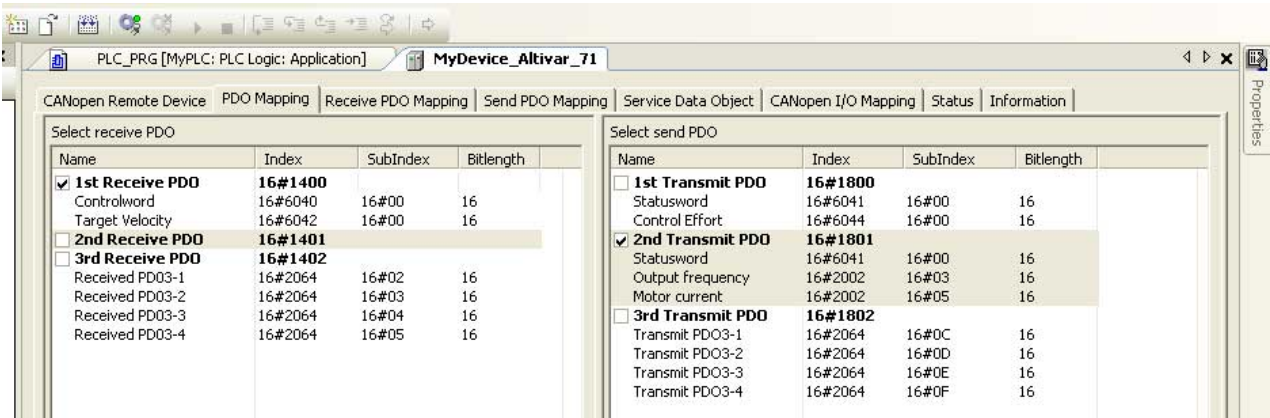 PLC_PRG [MyPLC: PLC Logic: Application] MyDevice_Altivar_71
Properties
CANopen Remote Device PDO Mapping Receive PDO Mapping Send PDO Mapping Service Data Object CANopen I/O Mapping Status Information
Select receive PDO
Name Index SubIndex Bitlength
1st Receive PDO 16#1400
Controlword 16#6040 16#00 16
Target Velocity 16#6042 16#00 16
2nd Receive PDO 16#1401
3rd Receive PDO 16#1402
Received PDO3-1 16#2064 16#02 16
Received PDO3-2 16#2064 16#03 16
Received PDO3-3 16#2064 16#04 16
Received PDO3-4 16#2064 16#05 16
Select send PDO
Name Index SubIndex Bitlength
1st Transmit PDO 16#1800
Statusword 16#6041 16#00 16
Control Effort 16#6044 16#00 16
2nd Transmit PDO 16#1801
Statusword 16#6041 16#00 16
Output frequency 16#2002 16#03 16
Motor current 16#2002 16#05 16
3rd Transmit PDO 16#1802
Transmit PDO3-1 16#2064 16#0C 16
Transmit PDO3-2 16#2064 16#0D 16
Transmit PDO3-3 16#2064 16#0E 16
Transmit PDO3-4 16#2064 16#0F 16